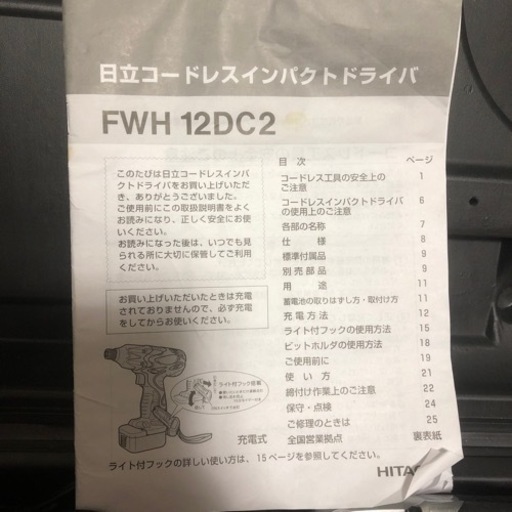 日立コードレスインパクトドライバ
FWH 12DC2
このたびは日立コードレスインパ
クトドライバをお買い上げいただ
き、ありがとうございました。
ご使用前にこの取扱説明書をよく
お読みになり、正しく安全にお使
いください。
お読みになった後は、いつでも見
られる所に大切に保管してご利用
ください。
お買い上げいただいたときは充電
されておりませんので、必ず充電
をしてからお使いください。
ライト付フック搭載
充電式
目 次 ページ
コードレス工具の安全上の
ご注意 1
コードレスインパクトドライバ
の使用上のご注意 6
各部の名称 7
仕 様 8
標準付属品 9
別売部品 9
用 途 11
蓄電池の取りはずし方・取付け方 11
充電方法 12
ライト付フックの使用方法 15
ビットホルダの使用方法 18
ご使用前に 19
使い方 21
締付け作業上のご注意 22
保守・点検 24
ご修理のときは 25
全国営業拠点 裏表紙
ライト付フックの詳しい使い方は、15ページを参照してください。
HITA